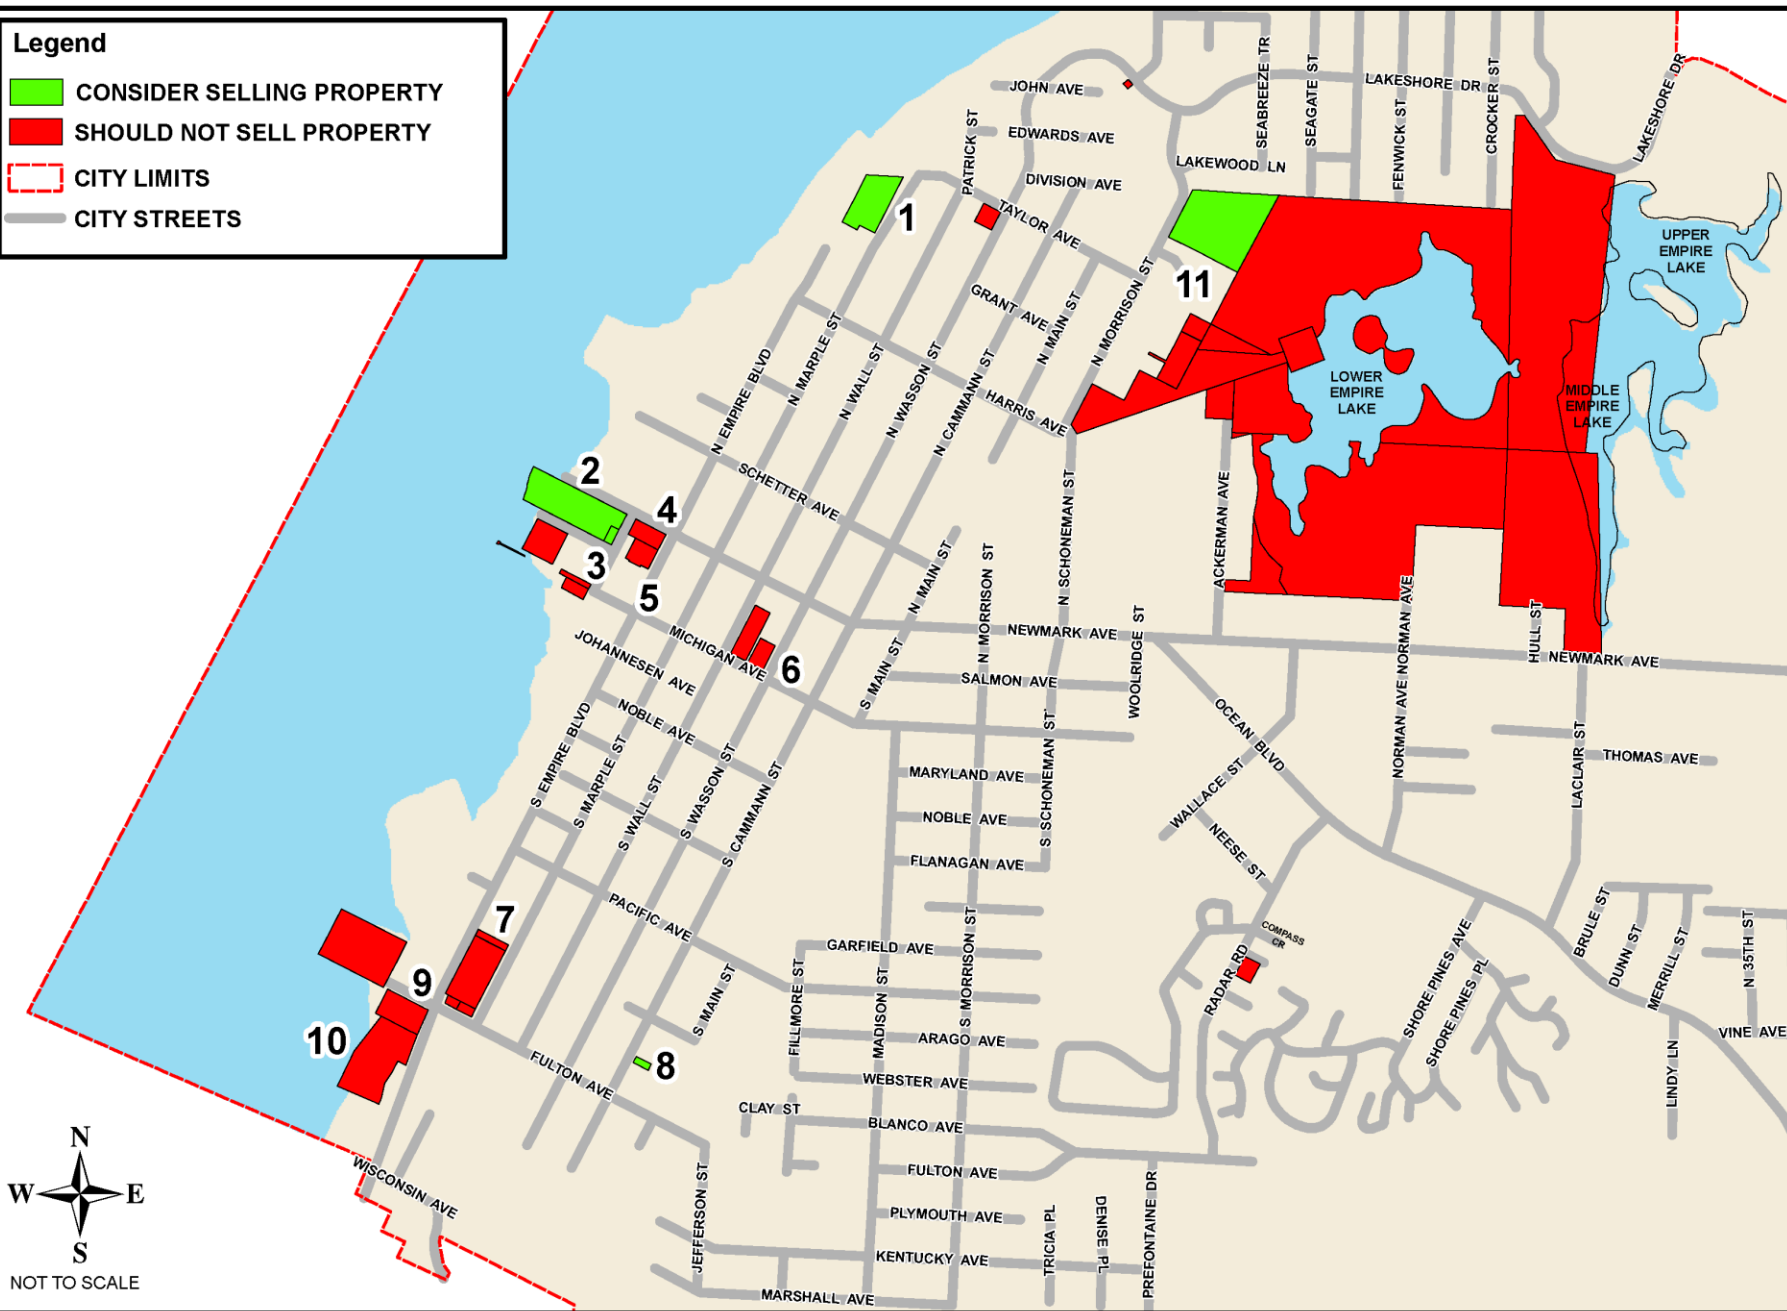 Legend
CONSIDER SELLING PROPERTY
SHOULD NOT SELL PROPERTY
CITY LIMITS
CITY STREETS
JOHN AVE
EDWARDS AVE
DIVISION AVE
PATRICK ST
TAYLOR AVE
LAKEWOOD LN
SEABREEZE TR
SEAGATE ST
LAKESHORE DR
FENWICK ST
CROCKER ST
LAKESHORE DR
1
11
UPPER
EMPIRE
LAKE
LOWER
EMPIRE
LAKE
MIDDLE
EMPIRE
LAKE
GRANT AVE
N MAIN ST
N MORRISON ST
HARRIS AVE
N EMPIRE BLVD
N MARPLE ST
N WALL ST
N WASSON ST
N CAMMANN ST
SCHETTER AVE
2
4
3
5
6
N MAIN ST
N MORRISON ST
N SCHONEMAN ST
ACKERMAN AVE
NEWMARK AVE
WOOLRIDGE ST
NORMAN AVE
NORMAN AVE
HULL ST
NEWMARK AVE
JOHANNESEN AVE
MICHIGAN AVE
NOBLE AVE
S MAIN ST
SALMON AVE
S EMPIRE BLVD
S MARPLE ST
S WALL ST
S WASSON ST
S CAMMANN ST
MARYLAND AVE
NOBLE AVE
FLANAGAN AVE
S SCHONEMAN ST
OCEAN BLVD
WALLACE ST
NEESE ST
LACLAIR ST
THOMAS AVE
7
9
10
8
PACIFIC AVE
GARFIELD AVE
S MAIN ST
FILLMORE ST
MADISON ST
S MORRISON ST
ARAGO AVE
WEBSTER AVE
FULTON AVE
CLAY ST
BLANCO AVE
FULTON AVE
PLYMOUTH AVE
KENTUCKY AVE
MARSHALL AVE
JEFFERSON ST
TRICIA PL
DENISE PL
PREFONTAINE DR
COMPASS
CR
RADAR RD
SHORE PINES AVE
SHORE PINES PL
BRULE ST
DUNN ST
MERRILL ST
N 35TH ST
VINE AVE
LINDY LN
WISCONSIN AVE
N
W E
S
NOT TO SCALE